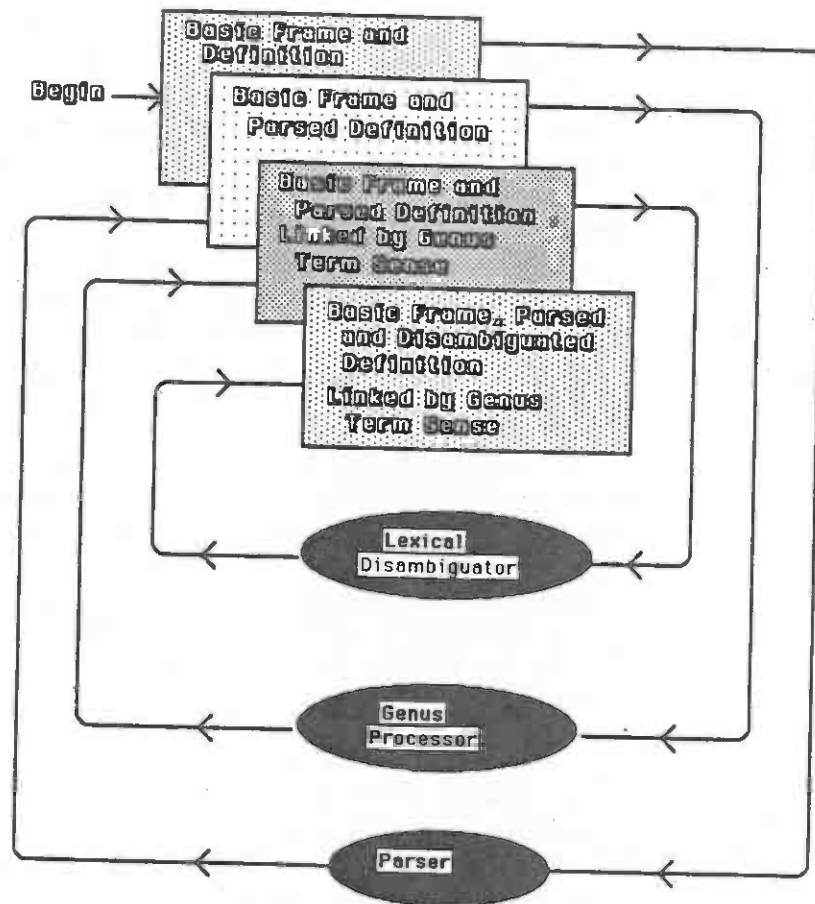 Basic Frame and
Definition
Begin
Basic Frame and
Parsed Definition
Basic Frame and
Parsed Definition
Linked by Genus
Term Sense
Basic Frame, Parsed
and Disambiguated
Definition
Linked by Genus
Term Sense
Lexical
Disambiguator
Genus
Processor
Parser